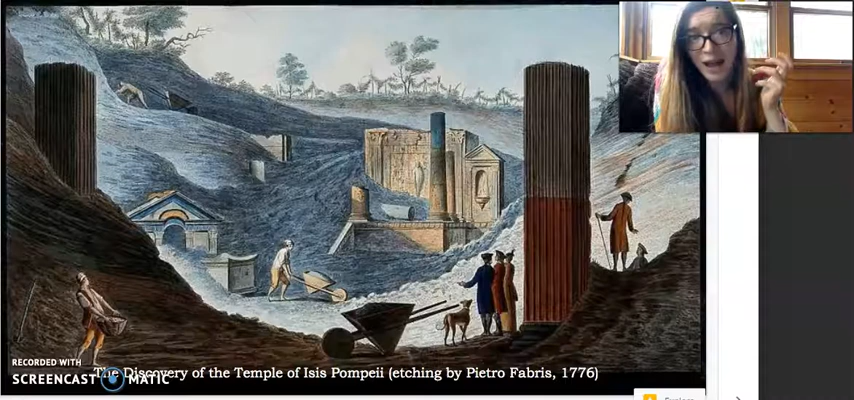 The Discovery of the Temple of Isis Pompeii (etching by Pietro Fabris, 1776)
RECORDED WITH
SCREENCAST MATIC